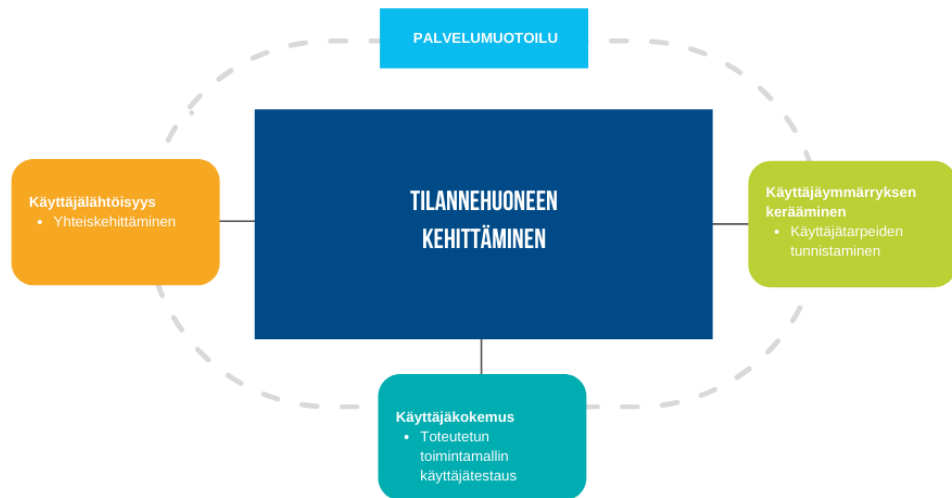 PALVELUMUOTOILU
TILANNEHUONEEN
KEHITTÄMINEN
Käyttäjälähtöisyys
• Yhteiskehittäminen
Käyttäjäymmärryksen
kerääminen
• Käyttäjätarpeiden
tunnistaminen
Käyttäjäkokemus
• Toteutetun
toimintamallin
käyttäjätestaus